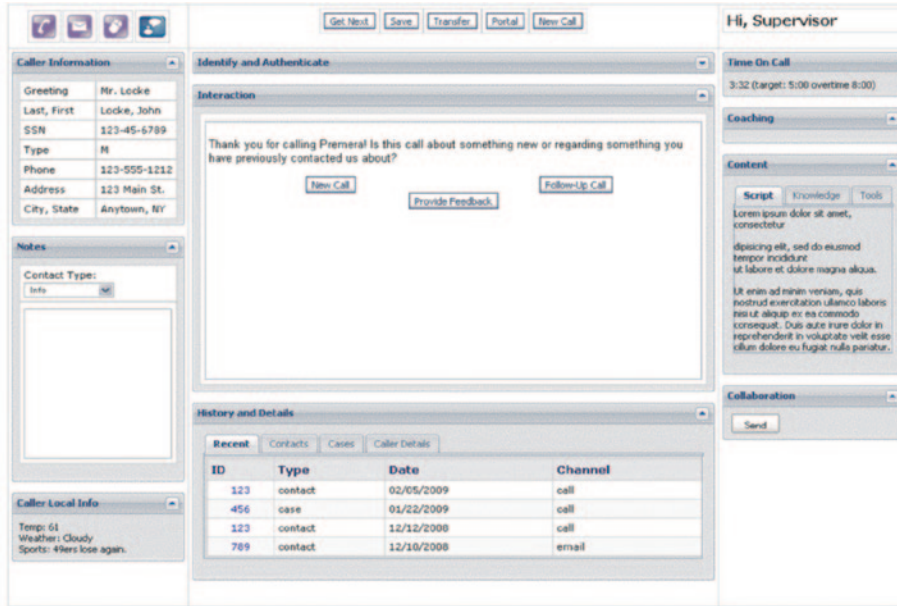 Get Next Save Transfer Portal New Call
Hi, Supervisor
Caller Information
Greeting Mr. Locke
Last, First Locke, John
SSN 123-45-6789
Type M
Phone 123-555-1212
Address 123 Main St.
City, State Anytown, NY
Notes
Contact Type:
Info
Caller Local Info
Temp: 61
Weather: Cloudy
Sports: 49ers lose again.
Identify and Authenticate
Interaction
Thank you for calling Premera! Is this call about something new or regarding something you
have previously contacted us about?
New Call Follow-Up Call
Provide Feedback
History and Details
Recent Contacts Cases Caller Details
ID Type Date Channel
123 contact 02/05/2009 call
456 case 01/22/2009 call
123 contact 12/12/2008 call
789 contact 12/10/2008 email
Time On Call
3:32 (target: 5:00 overtime 8:00)
Coaching
Content
Script Knowledge Tools
Lorem ipsum dolor sit amet,
consectetur
dipisicing elit, sed do eiusmod
tempor incididunt
ut labore et dolore magna aliqua.
Ut enim ad minim veniam, quis
nostrud exercitation ullamco laboris
nisi ut aliquip ex ea commodo
consequat. Duis aute irure dolor in
reprehenderit in voluptate velit esse
cillum dolore eu fugiat nulla pariatur.
Collaboration
Send